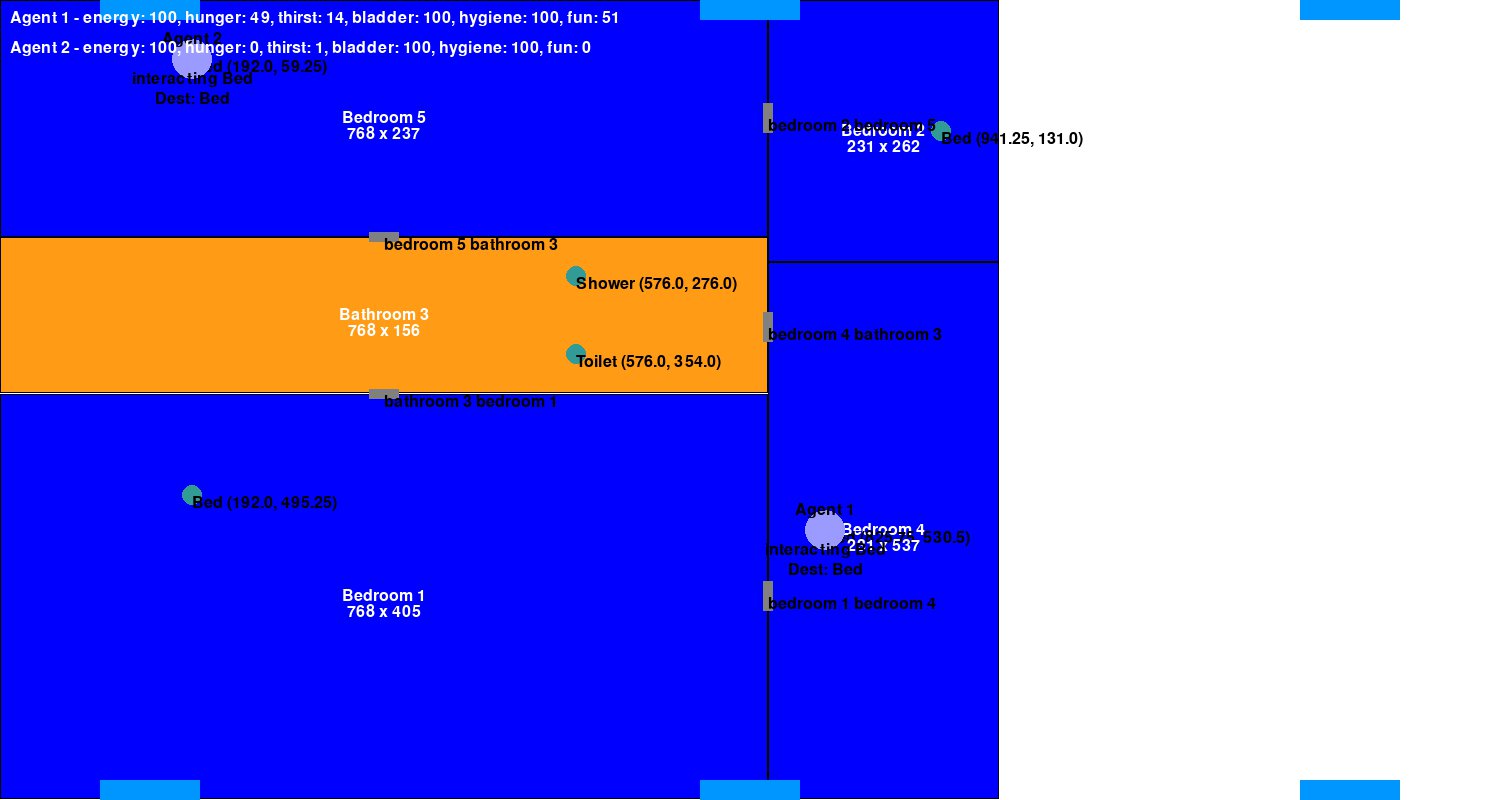 Agent 1 - energy: 100, hunger: 49, thirst: 14, bladder: 100, hygiene: 100, fun: 51
Agent 2
Agent 2 - energy: 100, hunger: 0, thirst: 1, bladder: 100, hygiene: 100, fun: 0
(192.0, 59.25)
interacting Bed
Dest: Bed
Bedroom 5
768 x 237
bedroom 2 bedroom 5
Bedroom 2
231 x 262
Bed (941.25, 131.0)
bedroom 5 bathroom 3
Shower (576.0, 276.0)
Bathroom 3
768 x 156
bedroom 4 bathroom 3
Toilet (576.0, 354.0)
bathroom 3 bedroom 1
Bed (192.0, 495.25)
Agent 1
Bedroom 4
530.5)
231 x 537
interacting Bed
Dest: Bed
Bedroom 1
768 x 405
bedroom 1 bedroom 4